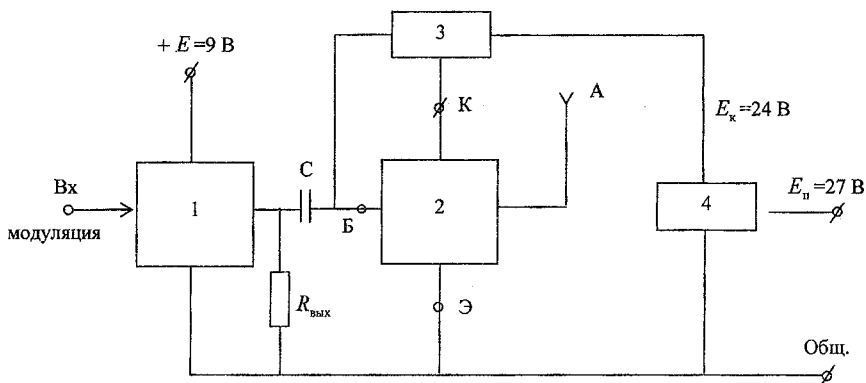 3
+ E = 9 В
К
А
Eк = 24 В
С
Вх
модуляция
1
Б
2
4
Eп = 27 В
Rвых
Э
Общ.